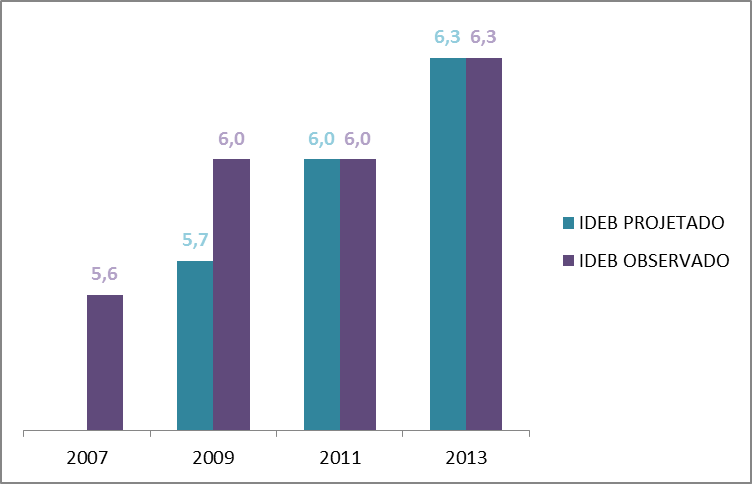 6,3 6,3
6,0 6,0 6,0
5,7
5,6
IDEB PROJETADO
IDEB OBSERVADO
2007 2009 2011 2013